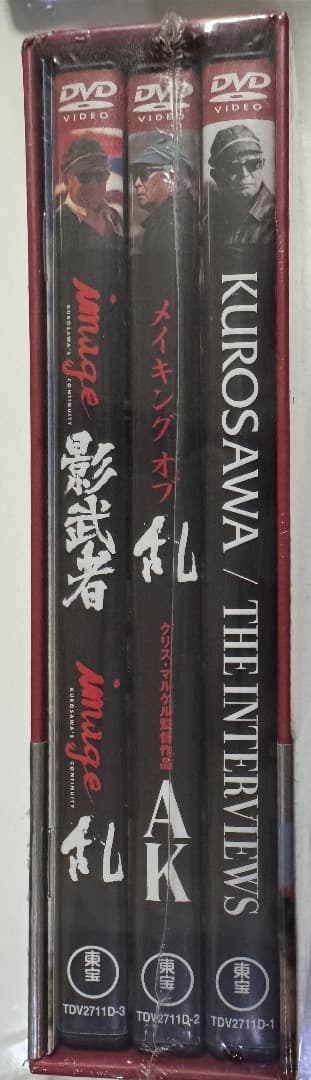 DVD
VIDEO
image
KUROSAWA'S CONTINUITY
影武者
image
KUROSAWA'S CONTINUITY
乱
東宝
TDV2711D-3
DVD
VIDEO
メイキング オブ
乱
クリス・マルケル監督作品
AK
東宝
TDV2711D-2
DVD
VIDEO
KUROSAWA / THE INTERVIEWS
東宝
TDV2711D-1